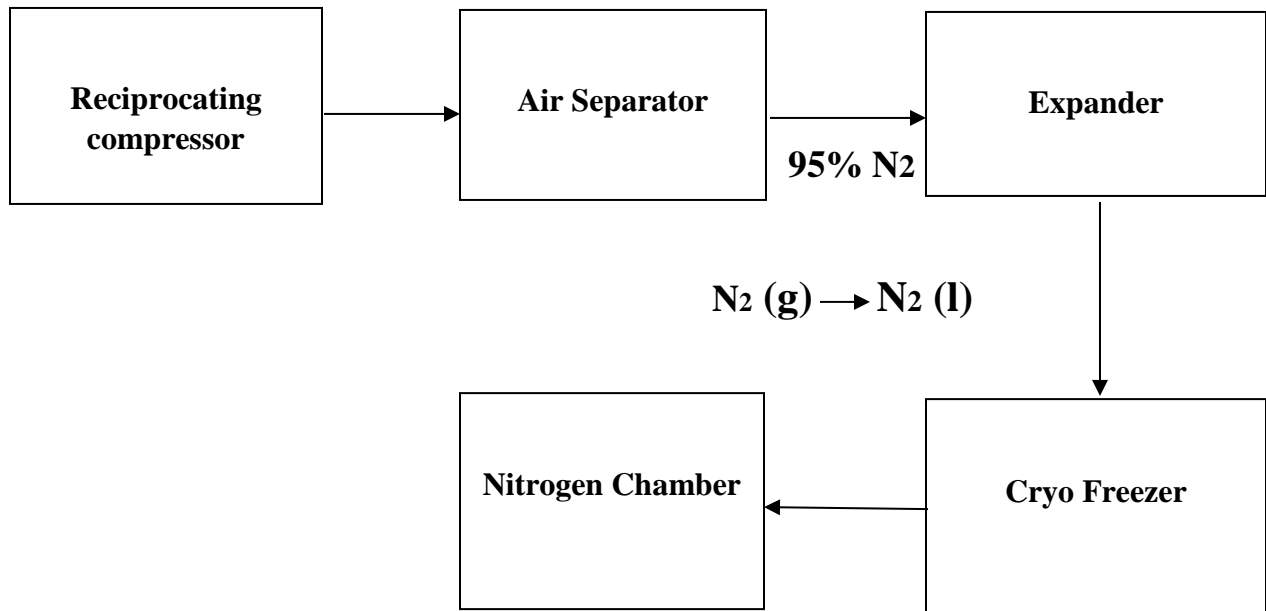 Reciprocating
compressor
Air Separator
95% N2
Expander
N2 (g) → N2 (l)
Nitrogen Chamber
Cryo Freezer